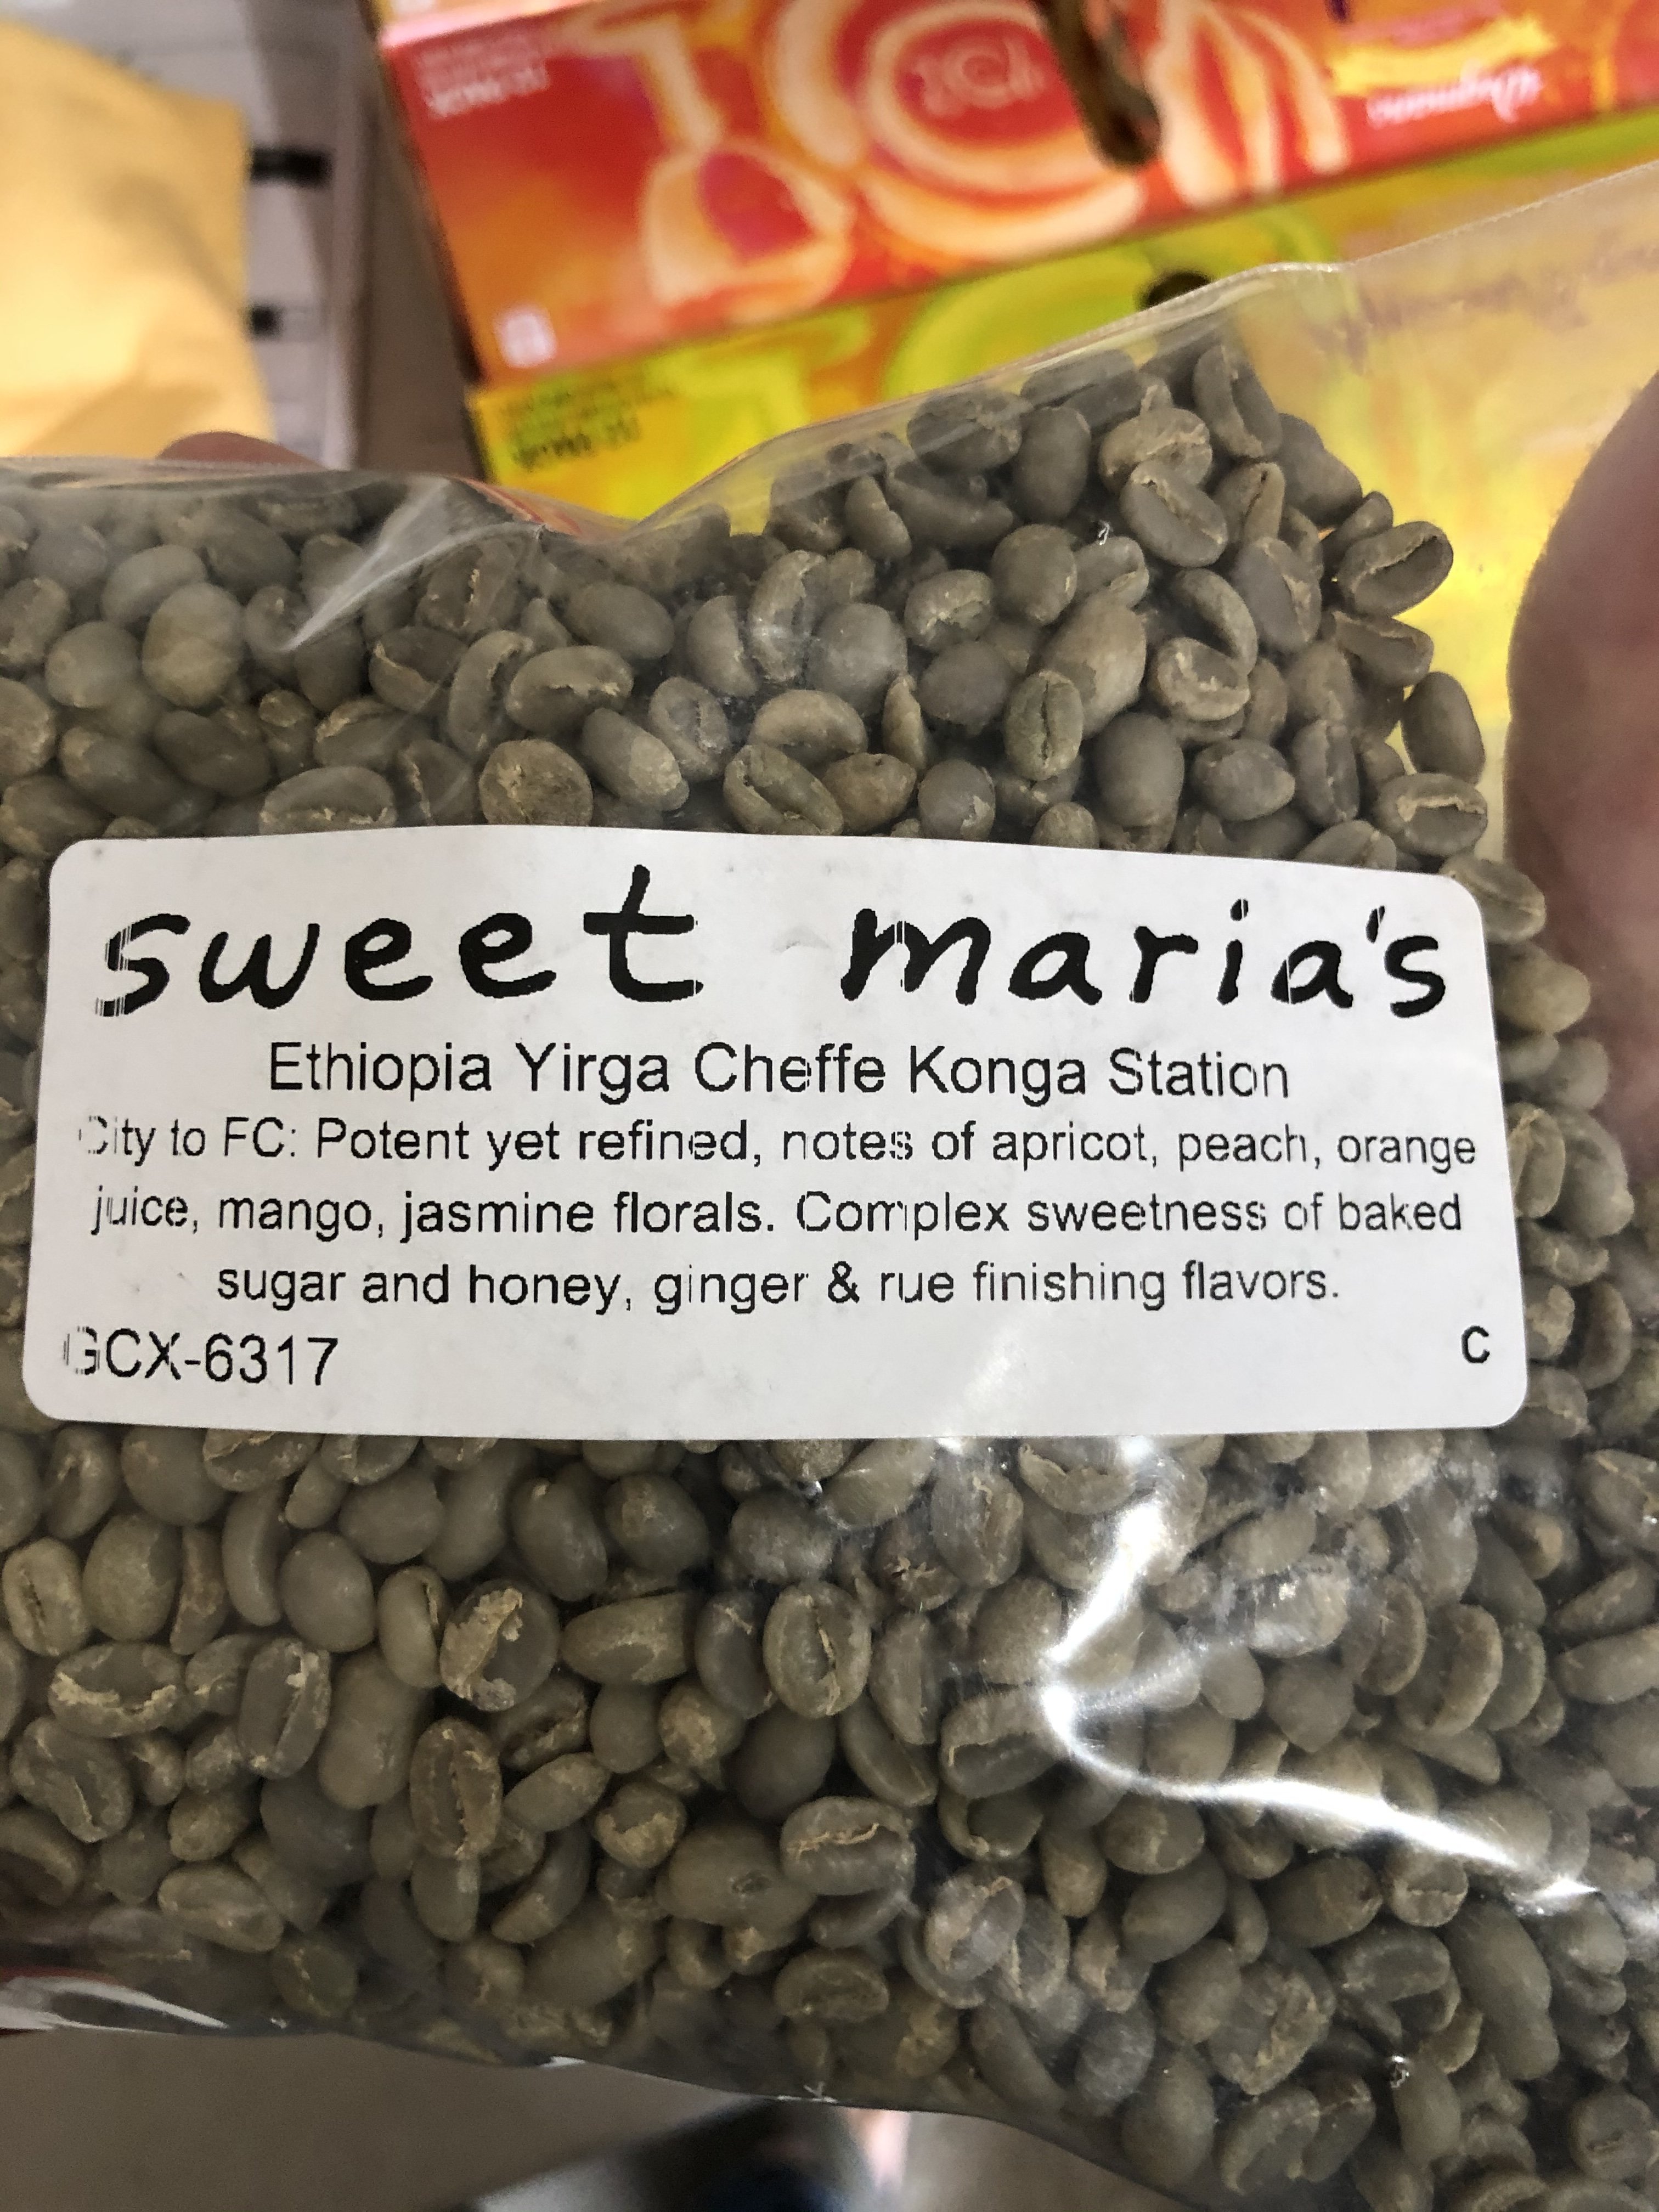 sweet maria's
Ethiopia Yirga Cheffe Konga Station
City to FC: Potent yet refined, notes of apricot, peach, orange
juice, mango, jasmine florals. Complex sweetness of baked
sugar and honey, ginger & rue finishing flavors.
GCX-6317
C